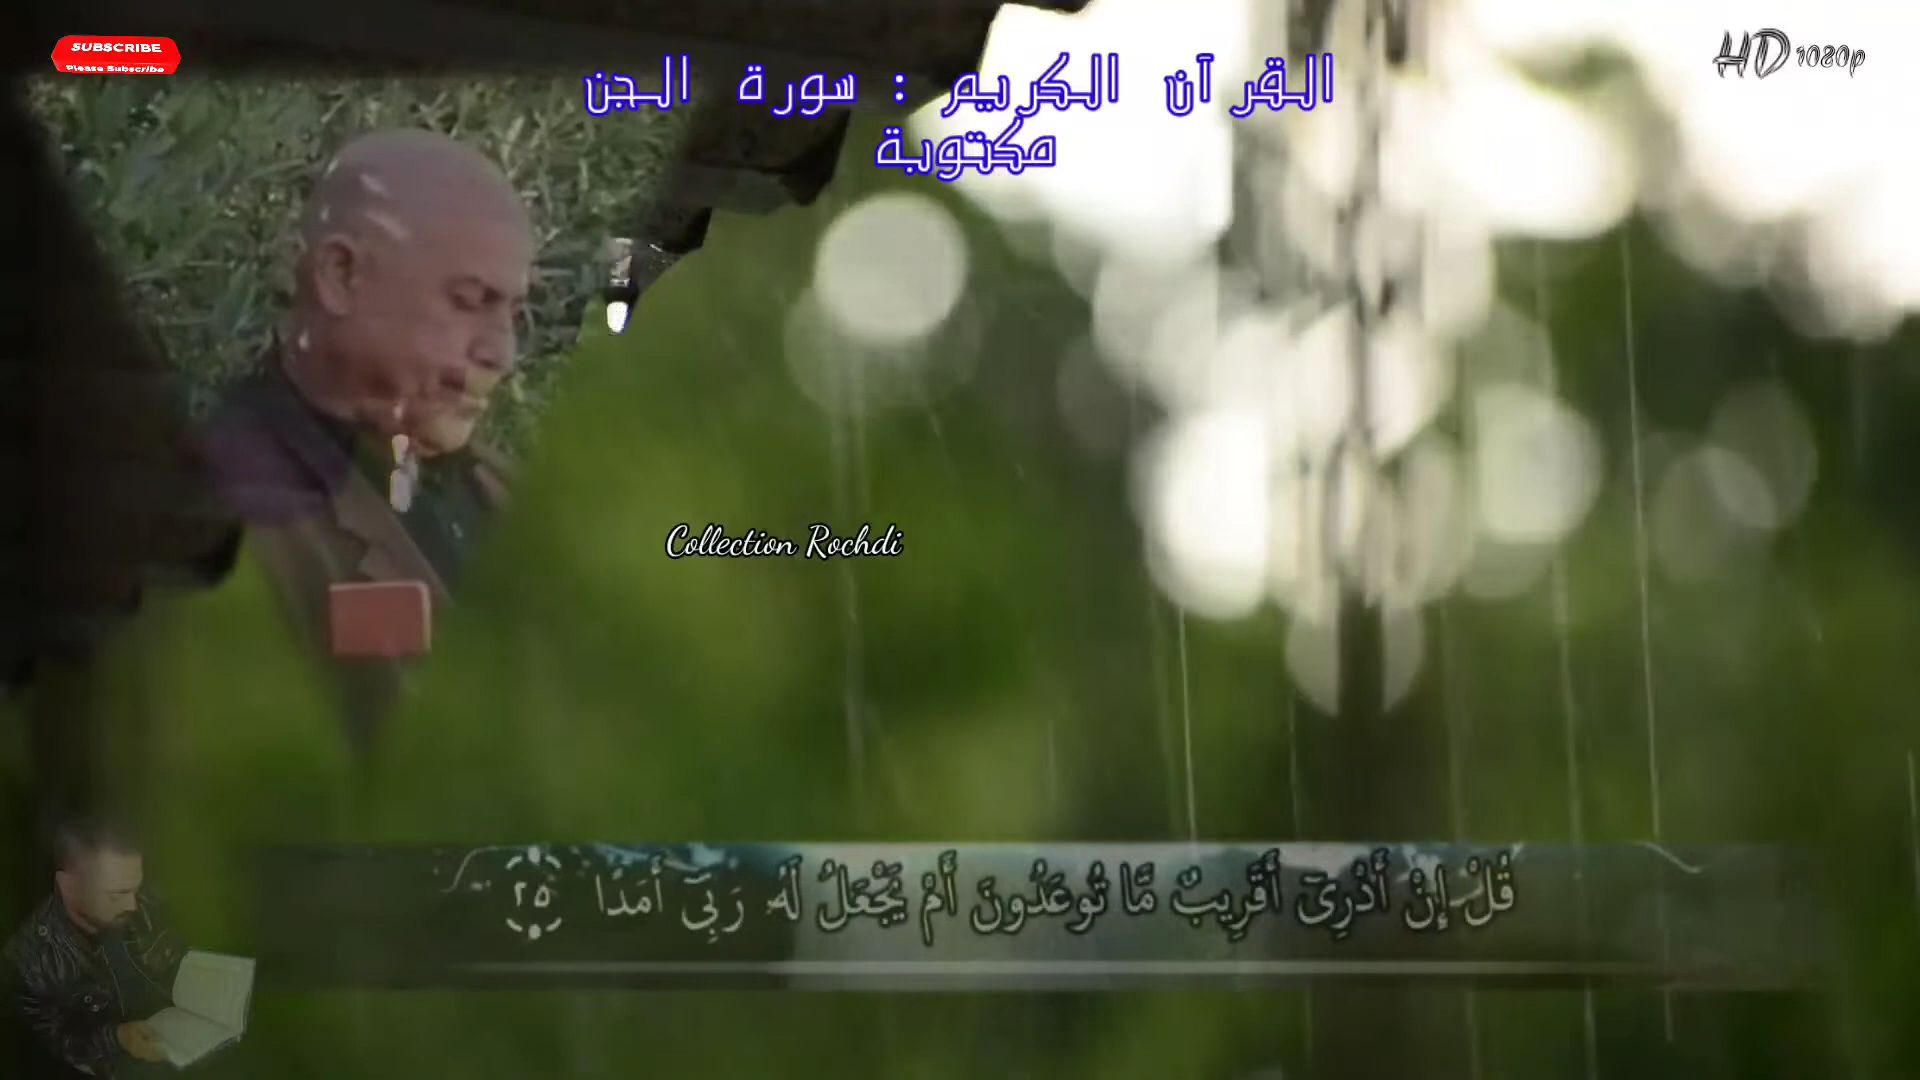 SUBSCRIBE
Please Subscribe
HD 1080p
القرآن الكريم : سورة الجن
مكتوبة
Collection Rochdi
قُلْ إِنْ أَدْرِىٓ أَقَرِيبٌ مَّا تُوعَدُونَ أَمْ يَجْعَلُ لَهُۥ رَبِّىٓ أَمَدًا ٢٥